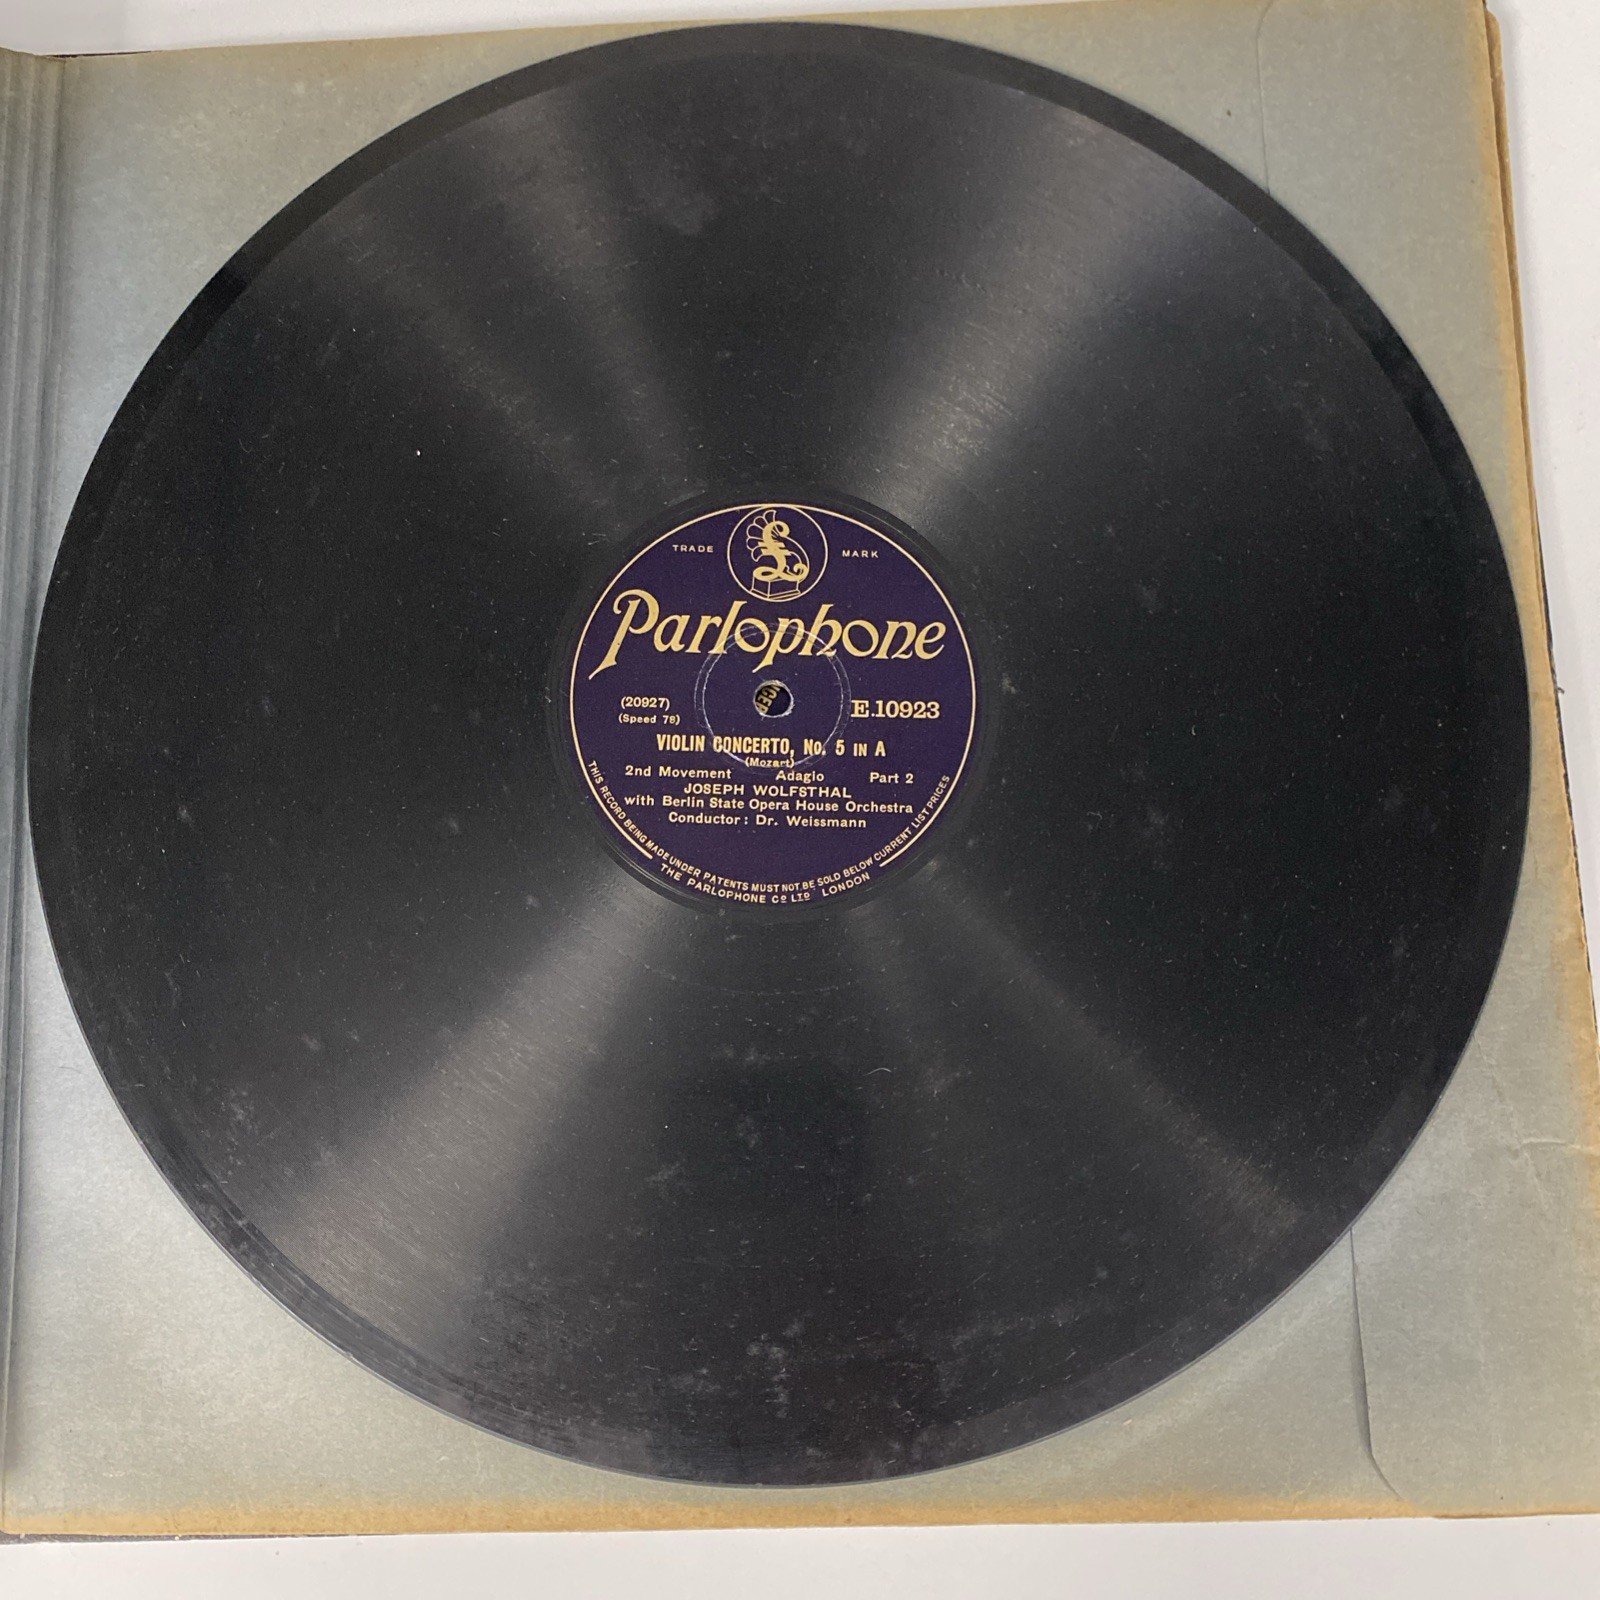 TRADE MARK
Parlophone
(20927)
(Speed 78)
E.10923
VIOLIN CONCERTO, No. 5 IN A
(Mozart)
2nd Movement Adagio Part 2
JOSEPH WOLFSTHAL
with Berlin State Opera House Orchestra
Conductor: Dr. Weissmann
THIS RECORD BEING MADE UNDER PATENTS MUST NOT BE SOLD BELOW CURRENT LIST PRICES
THE PARLOPHONE Co LTD LONDON